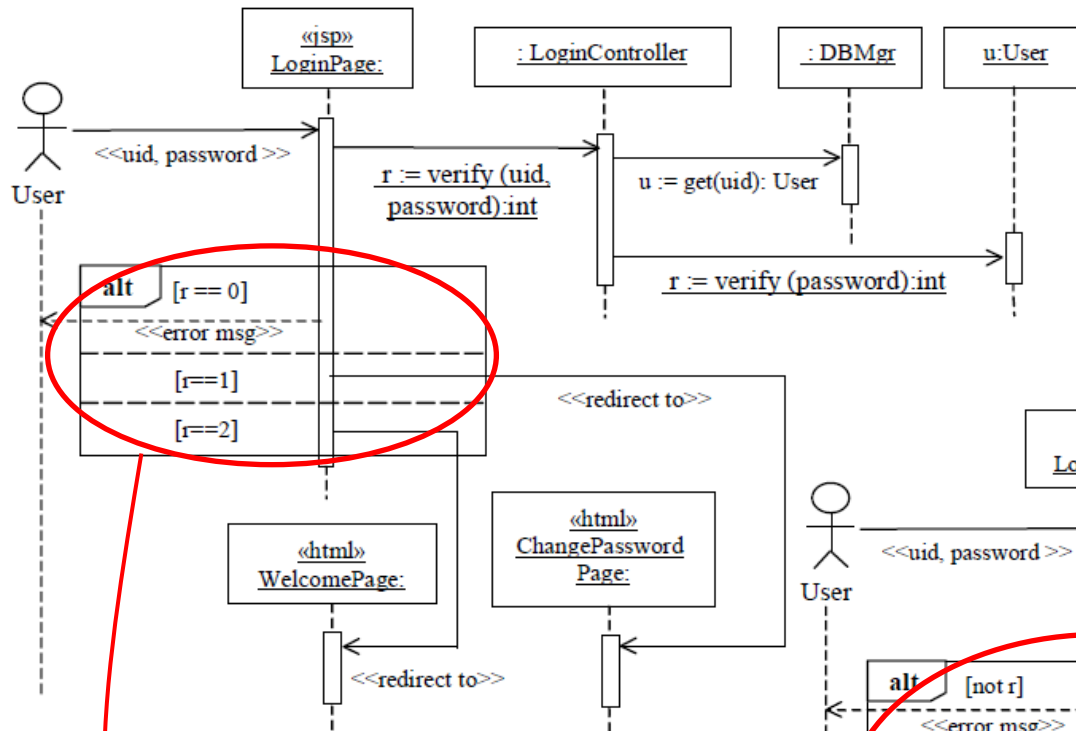 «jsp»
LoginPage:
: LoginController
: DBMgr
u:User
<<uid, password >>
User
r := verify (uid,
password):int
u := get(uid): User
r := verify (password):int
alt
[r == 0]
<<error msg>>
[r==1]
<<redirect to>>
[r==2]
«html»
WelcomePage:
<<redirect to>>
«html»
ChangePassword
Page:
Lo
<<uid, password >>
User
alt
[not r]
<<error msg>>